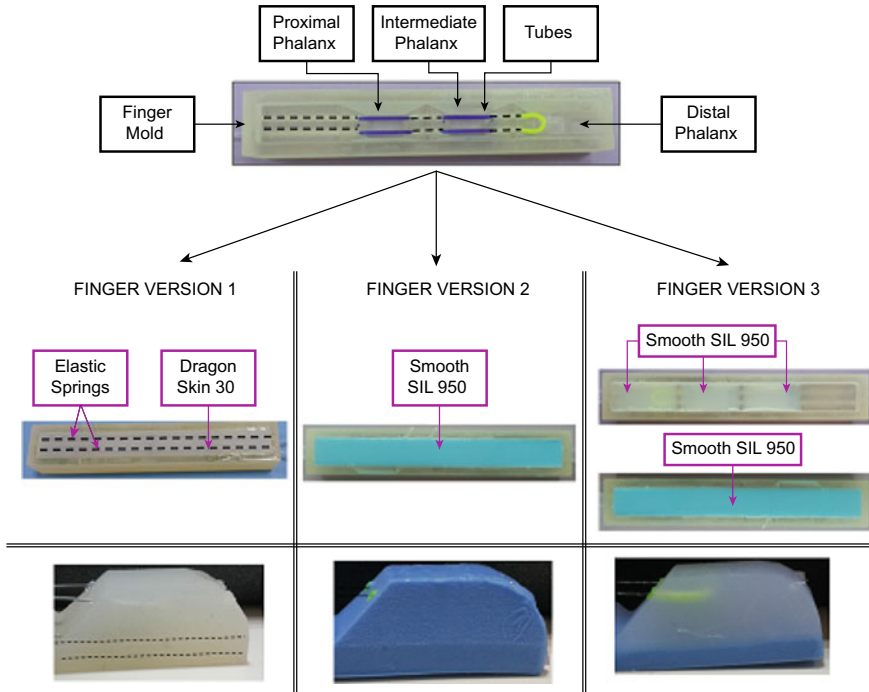 Proximal
Phalanx
Intermediate
Phalanx
Tubes
Finger
Mold
Distal
Phalanx
FINGER VERSION 1
FINGER VERSION 2
FINGER VERSION 3
Elastic
Springs
Dragon
Skin 30
Smooth
SIL 950
Smooth SIL 950
Smooth SIL 950